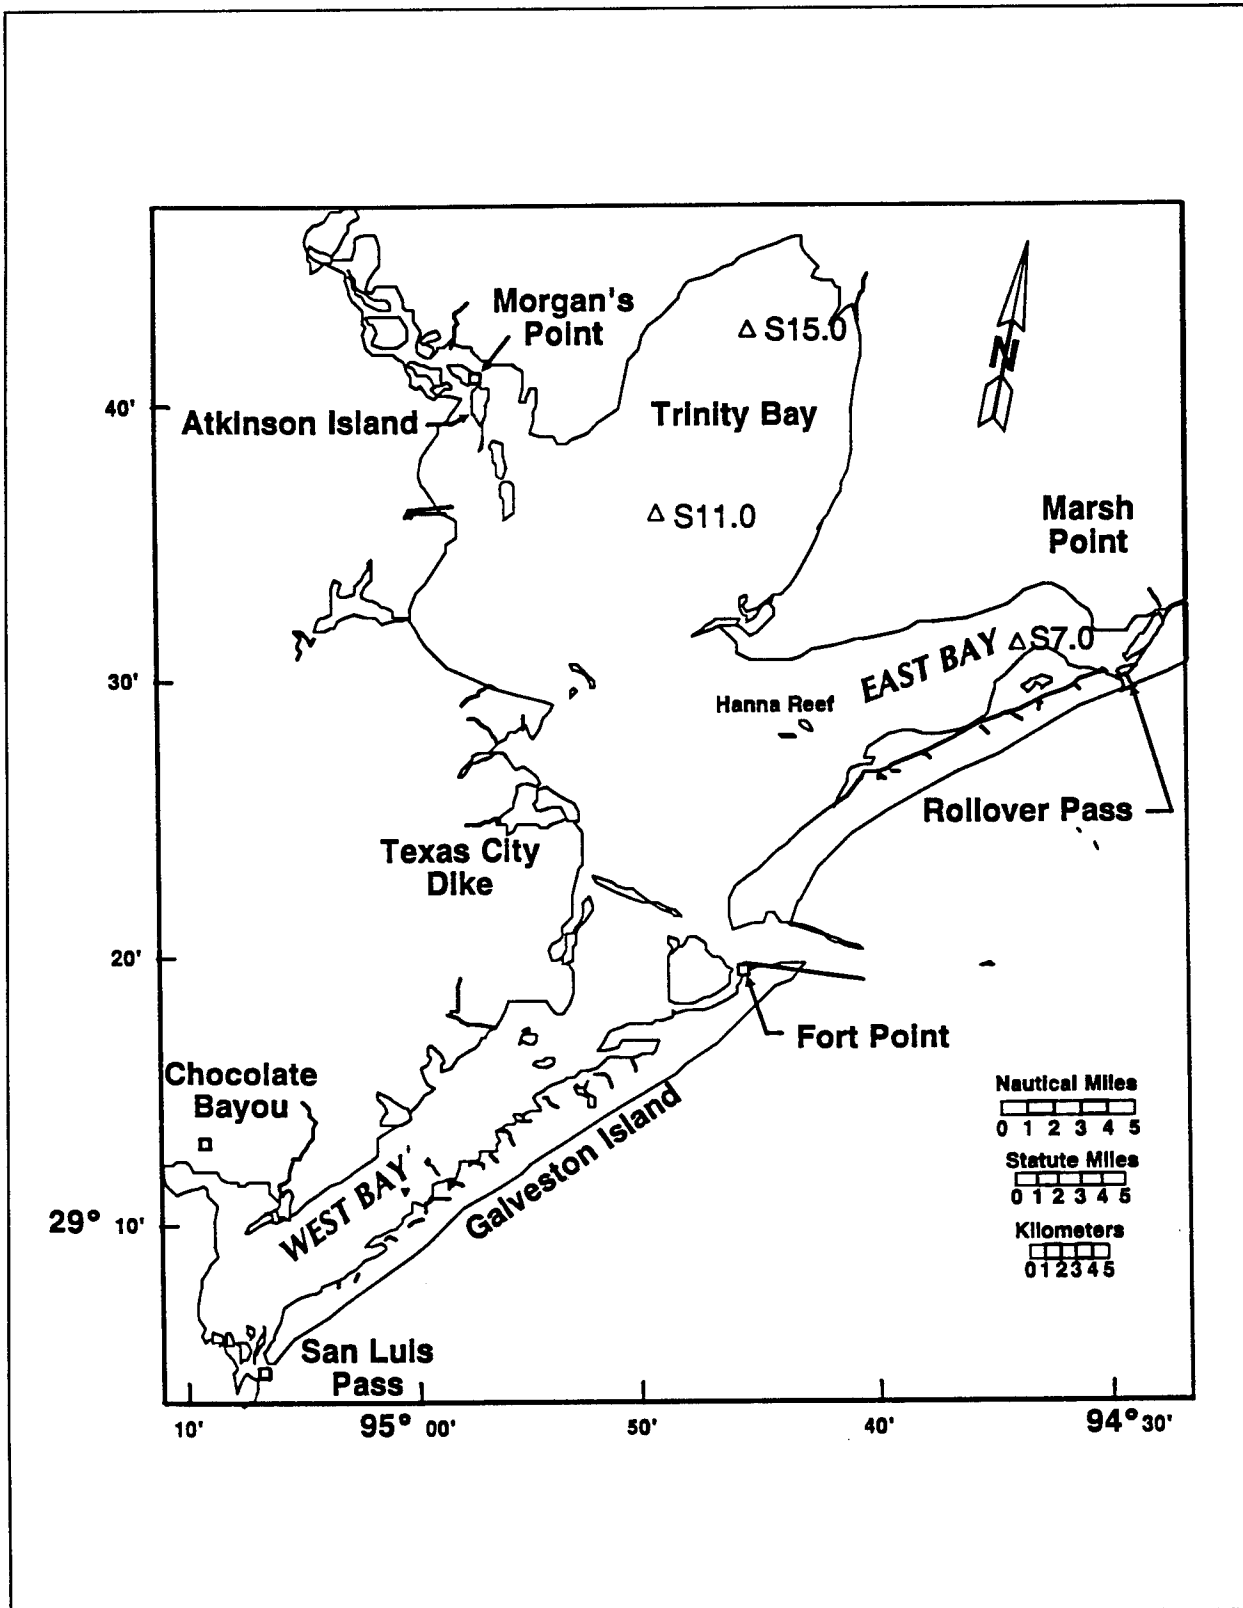 Morgan's
Point
S15.0
N
40'
Atkinson Island
Trinity Bay
S11.0
Marsh
Point
S7.0
EAST BAY
30'
Hanna Reef
Rollover Pass
Texas City
Dike
20'
Fort Point
Chocolate
Bayou
Nautical Miles
0 1 2 3 4 5
Statute Miles
0 1 2 3 4 5
Kilometers
0 1 2 3 4 5
WEST BAY
Galveston Island
29° 10'
San Luis
Pass
10' 95° 00' 50' 40' 94° 30'